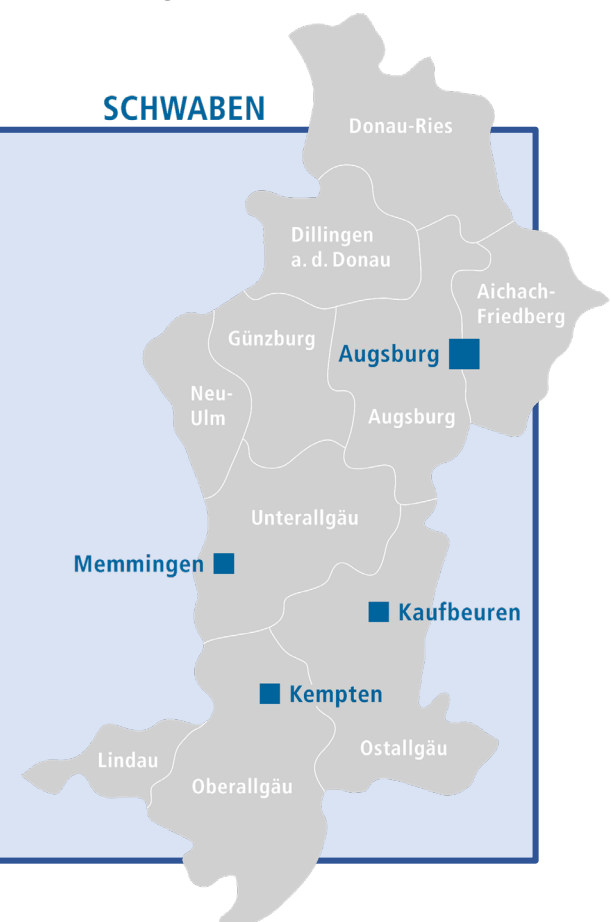 SCHWABEN
Donau-Ries
Dillingen
a. d. Donau
Aichach-
Friedberg
Günzburg
Augsburg
Neu-
Ulm
Augsburg
Unterallgäu
Memmingen
Kaufbeuren
Kempten
Ostallgäu
Lindau
Oberallgäu